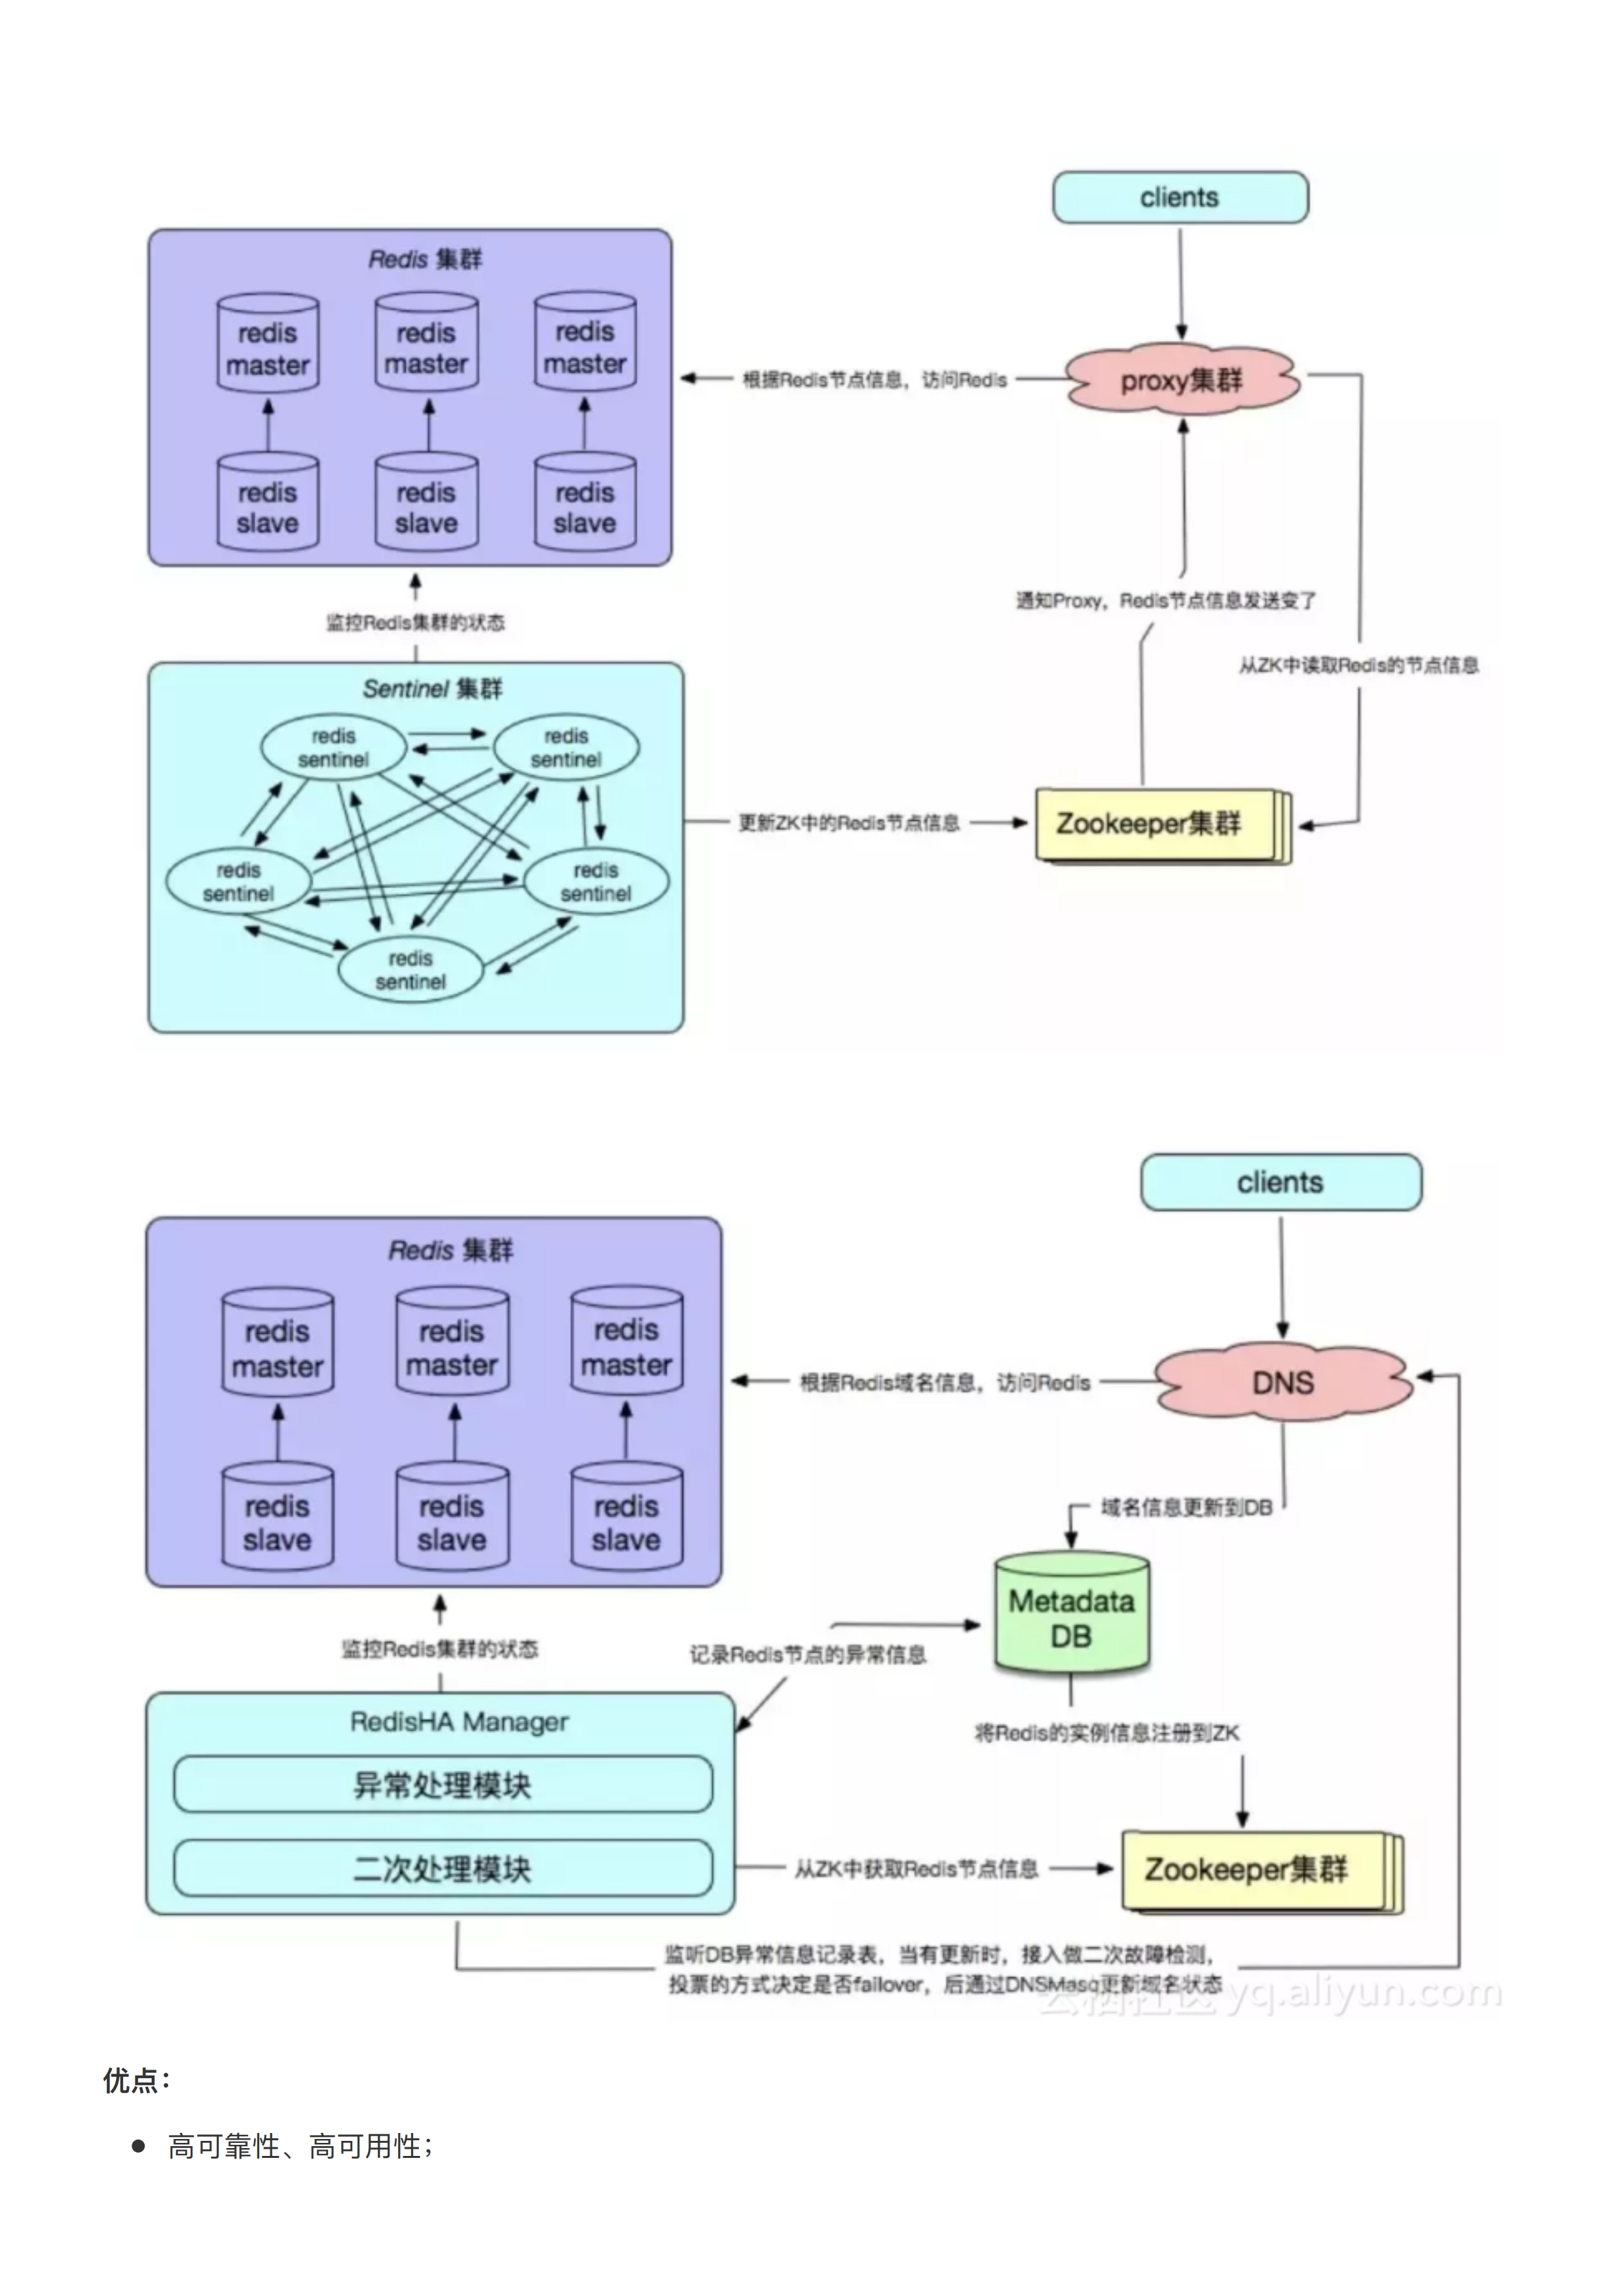 clients
Redis 集群
redis
master
redis
master
redis
master
根据Redis节点信息，访问Redis
proxy集群
redis
slave
redis
slave
redis
slave
通知Proxy，Redis节点信息发送变了
监控Redis集群的状态
从ZK中读取Redis的节点信息
Sentinel 集群
redis
sentinel
redis
sentinel
更新ZK中的Redis节点信息
Zookeeper集群
redis
sentinel
redis
sentinel
redis
sentinel
clients
Redis 集群
redis
master
redis
master
redis
master
根据Redis域名信息，访问Redis
DNS
redis
slave
redis
slave
redis
slave
域名信息更新到DB
Metadata
DB
监控Redis集群的状态
记录Redis节点的异常信息
RedisHA Manager
将Redis的实例信息注册到ZK
异常处理模块
二次处理模块
从ZK中获取Redis节点信息
Zookeeper集群
监听DB异常信息记录表，当有更新时，接入做二次故障检测，
投票的方式决定是否failover，后通过DNSMasq更新域名状态
云栖社区 yq.aliyun.com
优点：
● 高可靠性、高可用性；